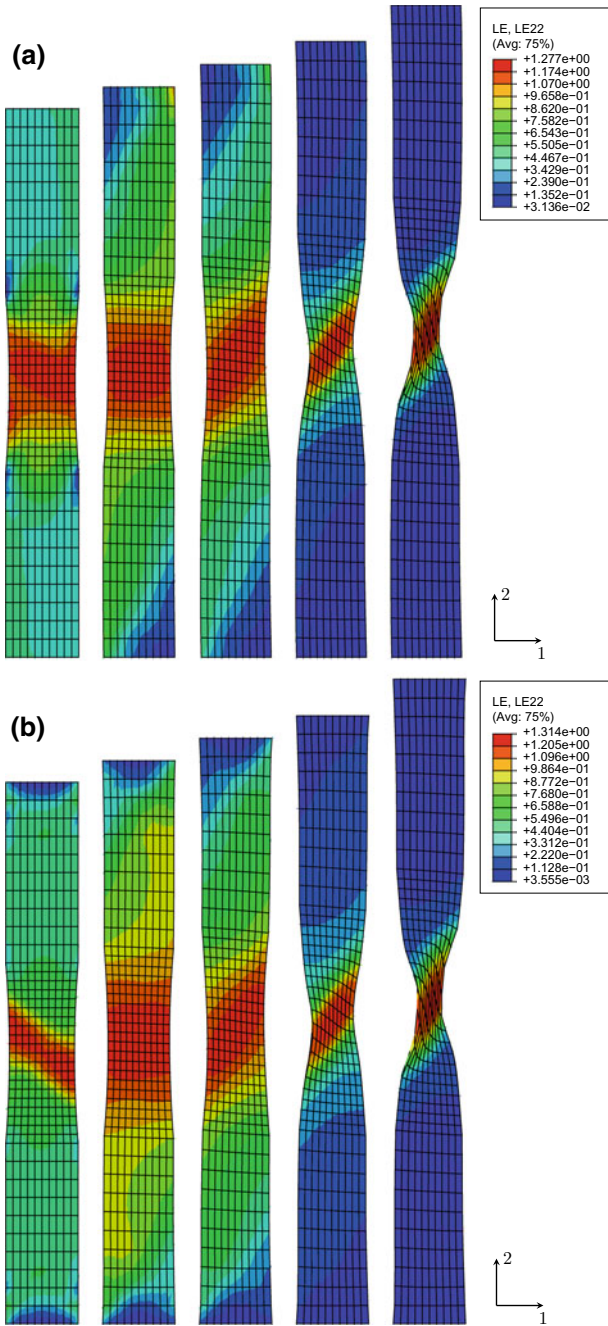 (a)
LE, LE22
(Avg: 75%)
+1.277e+00
+1.174e+00
+1.070e+00
+9.658e−01
+8.620e−01
+7.582e−01
+6.543e−01
+5.505e−01
+4.467e−01
+3.429e−01
+2.390e−01
+1.352e−01
+3.136e−02
2
1
(b)
LE, LE22
(Avg: 75%)
+1.314e+00
+1.205e+00
+1.096e+00
+9.864e−01
+8.772e−01
+7.680e−01
+6.588e−01
+5.496e−01
+4.404e−01
+3.312e−01
+2.220e−01
+1.128e−01
+3.555e−03
2
1